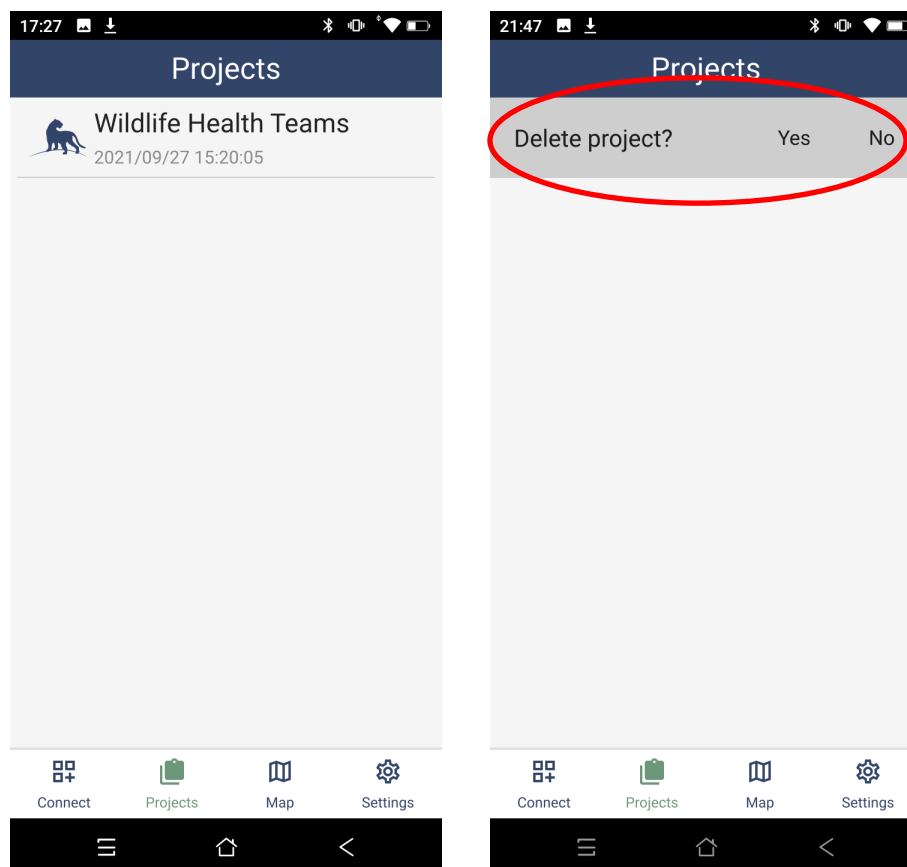 17:27
Projects
Wildlife Health Teams
2021/09/27 15:20:05
Connect Projects Map Settings
21:47
Projects
Delete project? Yes No
Connect Projects Map Settings